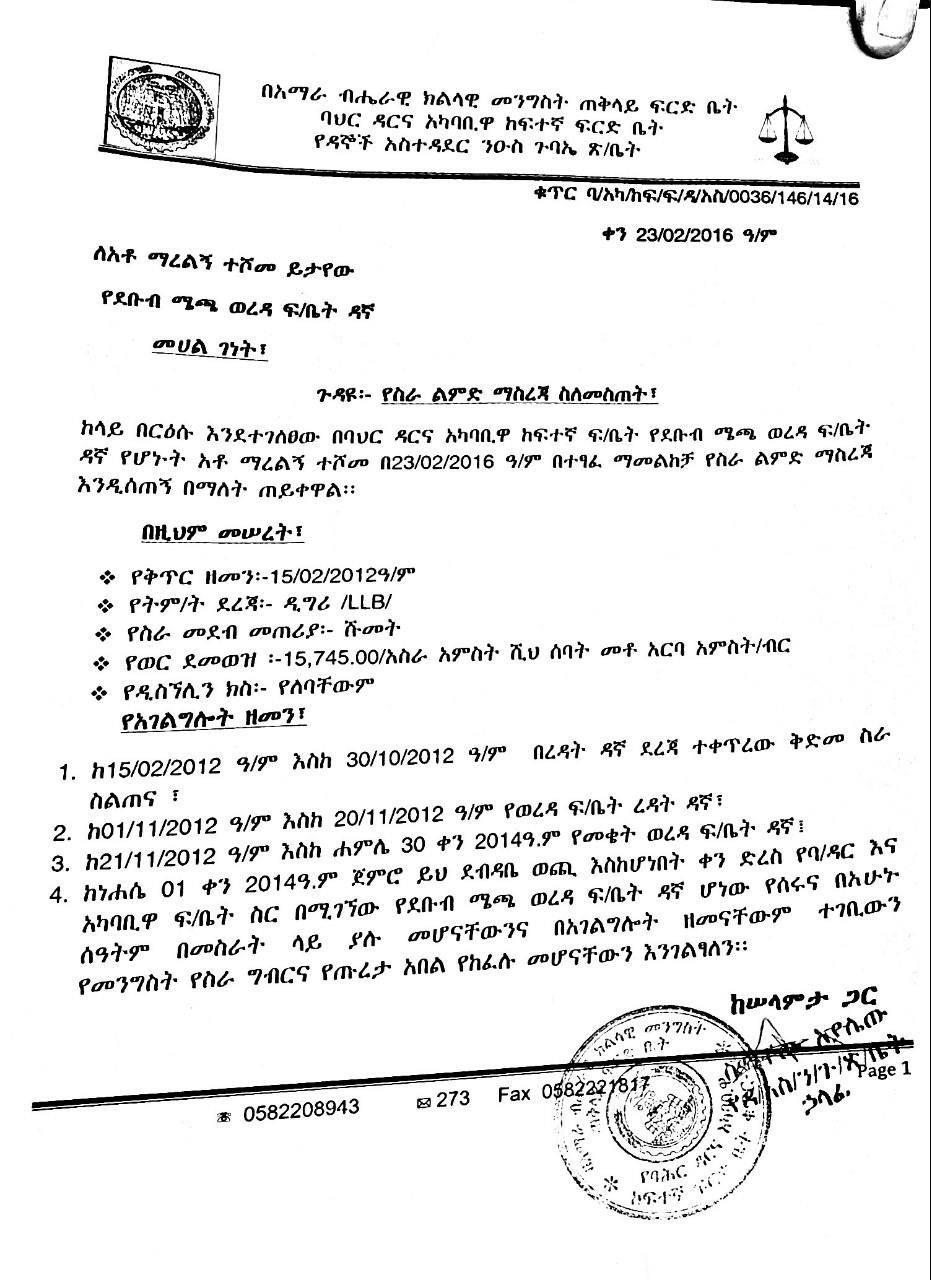 በአማራ ብሔራዊ ክልላዊ መንግስት ጠቅላይ ፍርድ ቤት
ባህር ዳርና አካባቢዋ ከፍተኛ ፍርድ ቤት
የዳኞች አስተዳደር ንዑስ ጉባኤ ጽ/ቤት
ቁጥር ባ/አካ/ከፍ/ፍ/ዳ/አስ/0036/146/14/16
ቀን 23/02/2016 ዓ/ም
ለአቶ ማረልኝ ተሾመ ይታየው
የደቡብ ሜጫ ወረዳ ፍ/ቤት ዳኛ
መሀል ገነት፣
ጉዳዩ፡- የስራ ልምድ ማስረጃ ስለመስጠት፣
ከላይ በርዕሱ እንደተገለፀው በባህር ዳርና አካባቢዋ ከፍተኛ ፍ/ቤት የደቡብ ሜጫ ወረዳ ፍ/ቤት
ዳኛ የሆኑት አቶ ማረልኝ ተሾመ በ23/02/2016 ዓ/ም በተፃፈ ማመልከቻ የስራ ልምድ ማስረጃ
እንዲሰጠኝ በማለት ጠይቀዋል፡፡
በዚህም መሠረት፣
❖ የቅጥር ዘመን፡-15/02/2012ዓ/ም
❖ የትም/ት ደረጃ፡- ዲግሪ /LLB/
❖ የስራ መደብ መጠሪያ፡- ሹመት
❖ የወር ደመወዝ ፡-15,745.00/አስራ አምስት ሺህ ሰባት መቶ አርባ አምስት/ብር
❖ የዲስፕሊን ክስ፡- የለባቸውም
የአገልግሎት ዘመን፣
1. ከ15/02/2012 ዓ/ም እስከ 30/10/2012 ዓ/ም በረዳት ዳኛ ደረጃ ተቀጥረው ቅድመ ስራ
ስልጠና ፣
2. ከ01/11/2012 ዓ/ም እስከ 20/11/2012 ዓ/ም የወረዳ ፍ/ቤት ረዳት ዳኛ፣
3. ከ21/11/2012 ዓ/ም እስከ ሐምሌ 30 ቀን 2014ዓ.ም የመቄት ወረዳ ፍ/ቤት ዳኛ፤
4. ከነሐሴ 01 ቀን 2014ዓ.ም ጀምሮ ይህ ደብዳቤ ወጪ እስከሆነበት ቀን ድረስ የባ/ዳር እና
አካባቢዋ ፍ/ቤት ስር በሚገኘው የደቡብ ሜጫ ወረዳ ፍ/ቤት ዳኛ ሆነው የሰሩና በአሁኑ
ሰዓትም በመስራት ላይ ያሉ መሆናቸውንና በአገልግሎት ዘመናቸውም ተገቢውን
የመንግስት የስራ ግብርና የጡረታ አበል የከፈሉ መሆናቸውን እንገልፃለን፡፡
ከሠላምታ ጋር
ኃላፊ
Page 1
0582208943 273 Fax 0582221817
ክልላዊ መንግስት
የባሕር ዳርና አካባቢዋ
ከፍተኛ ፍርድ ቤት